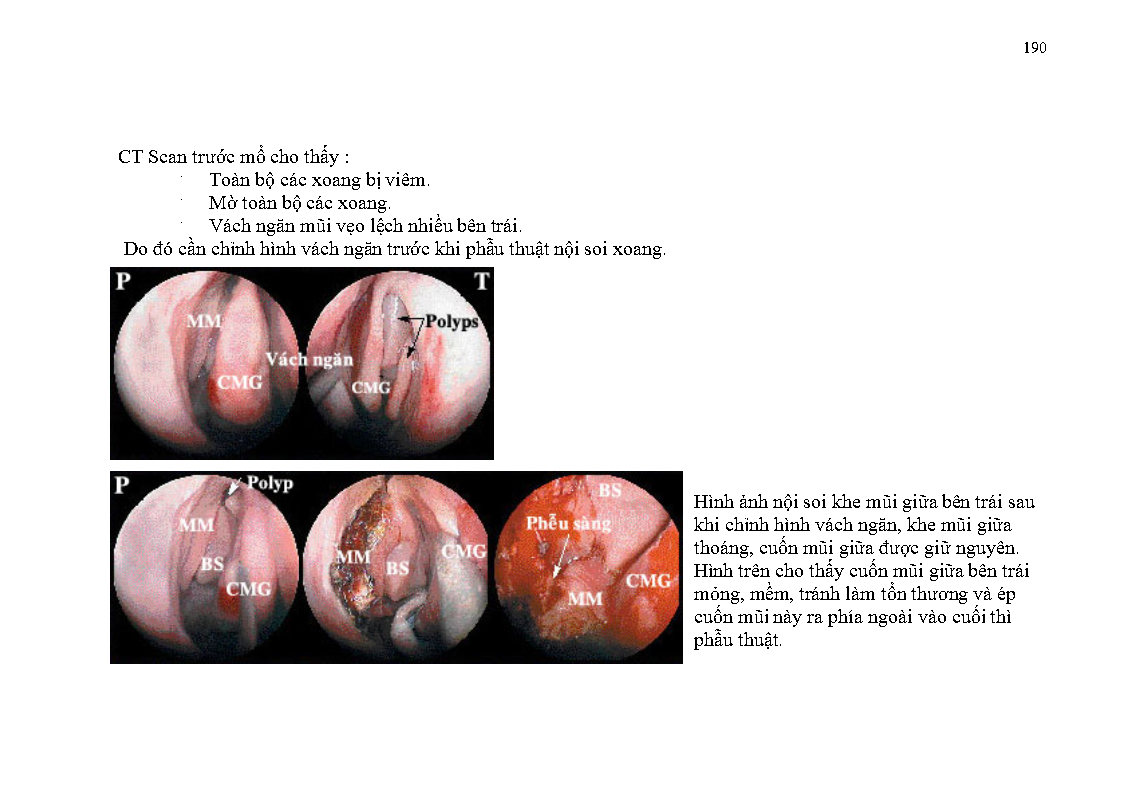 190
CT Scan trước mổ cho thấy :
· Toàn bộ các xoang bị viêm.
· Mờ toàn bộ các xoang.
· Vách ngăn mũi vẹo lệch nhiều bên trái.
Do đó cần chỉnh hình vách ngăn trước khi phẫu thuật nội soi xoang.
P T
MM
Polyps
Vách ngăn
CMG
CMG
P
Polyp
MM
BS
CMG
MM
BS
CMG
BS
Phễu sàng
CMG
MM
Hình ảnh nội soi khe mũi giữa bên trái sau
khi chỉnh hình vách ngăn, khe mũi giữa
thoáng, cuốn mũi giữa được giữ nguyên.
Hình trên cho thấy cuốn mũi giữa bên trái
mỏng, mềm, tránh làm tổn thương và ép
cuốn mũi này ra phía ngoài vào cuối thì
phẫu thuật.